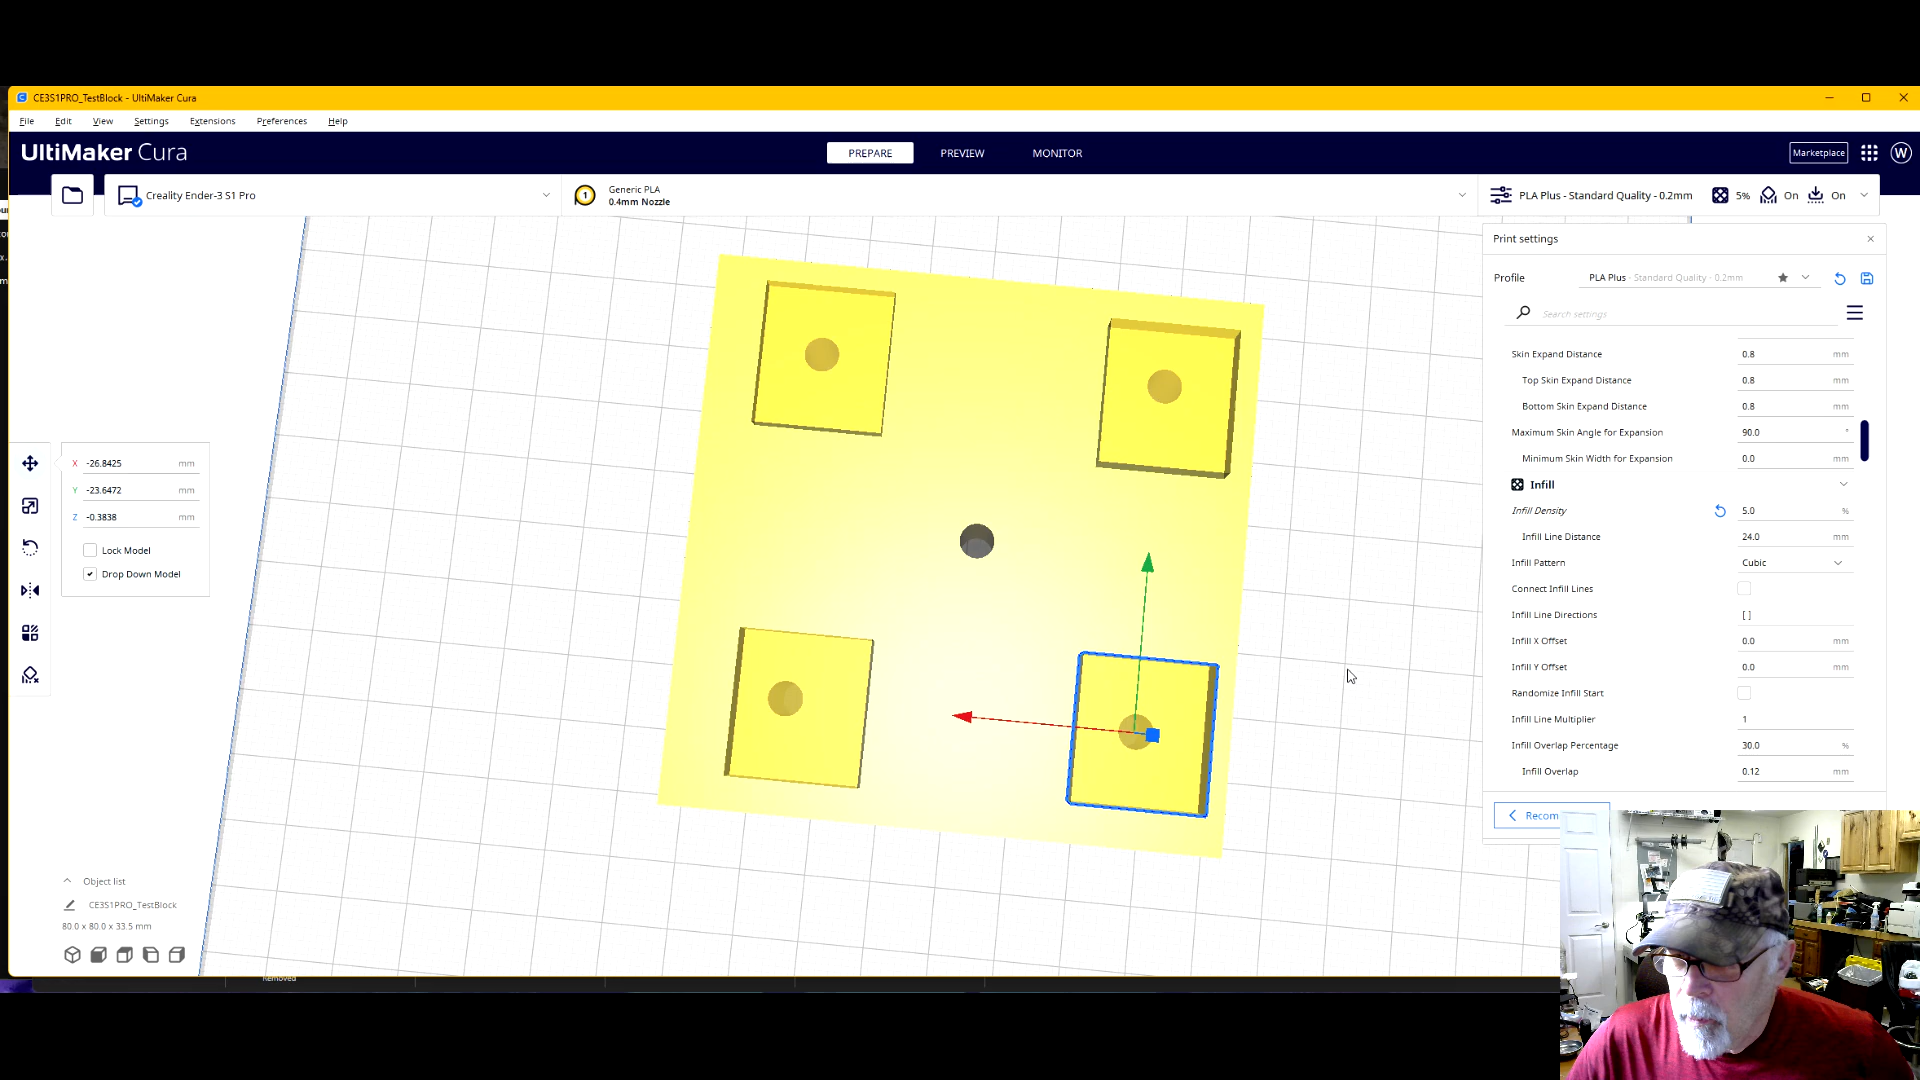 CE3S1PRO_TestBlock - UltiMaker Cura
File Edit View Settings Extensions Preferences Help
UltiMaker Cura PREPARE PREVIEW MONITOR Marketplace W
Creality Ender-3 S1 Pro
1 Generic PLA
0.4mm Nozzle
PLA Plus - Standard Quality - 0.2mm 5% On On
Print settings
Profile PLA Plus - Standard Quality - 0.2mm
Search settings
Skin Expand Distance 0.8 mm
Top Skin Expand Distance 0.8 mm
Bottom Skin Expand Distance 0.8 mm
Maximum Skin Angle for Expansion 90.0 °
Minimum Skin Width for Expansion 0.0 mm
Infill
Infill Density 5.0 %
Infill Line Distance 24.0 mm
Infill Pattern Cubic
Connect Infill Lines
Infill Line Directions [ ]
Infill X Offset 0.0 mm
Infill Y Offset 0.0 mm
Randomize Infill Start
Infill Line Multiplier 1
Infill Overlap Percentage 30.0 %
Infill Overlap 0.12 mm
Recom
X -26.8425 mm
Y -23.6472 mm
Z -0.3838 mm
Lock Model
Drop Down Model
Object list
CE3S1PRO_TestBlock
80.0 x 80.0 x 33.5 mm
Removed